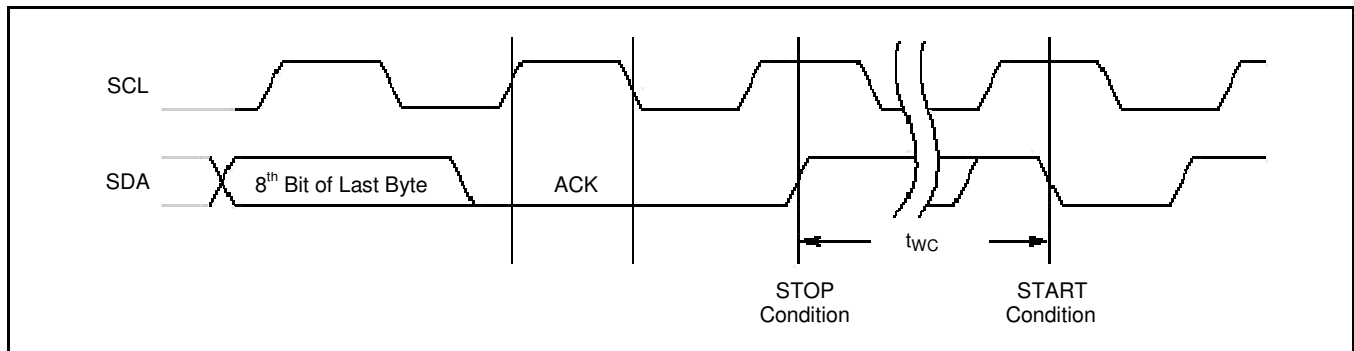 SCL
SDA
8th Bit of Last Byte
ACK
tWC
STOP
Condition
START
Condition